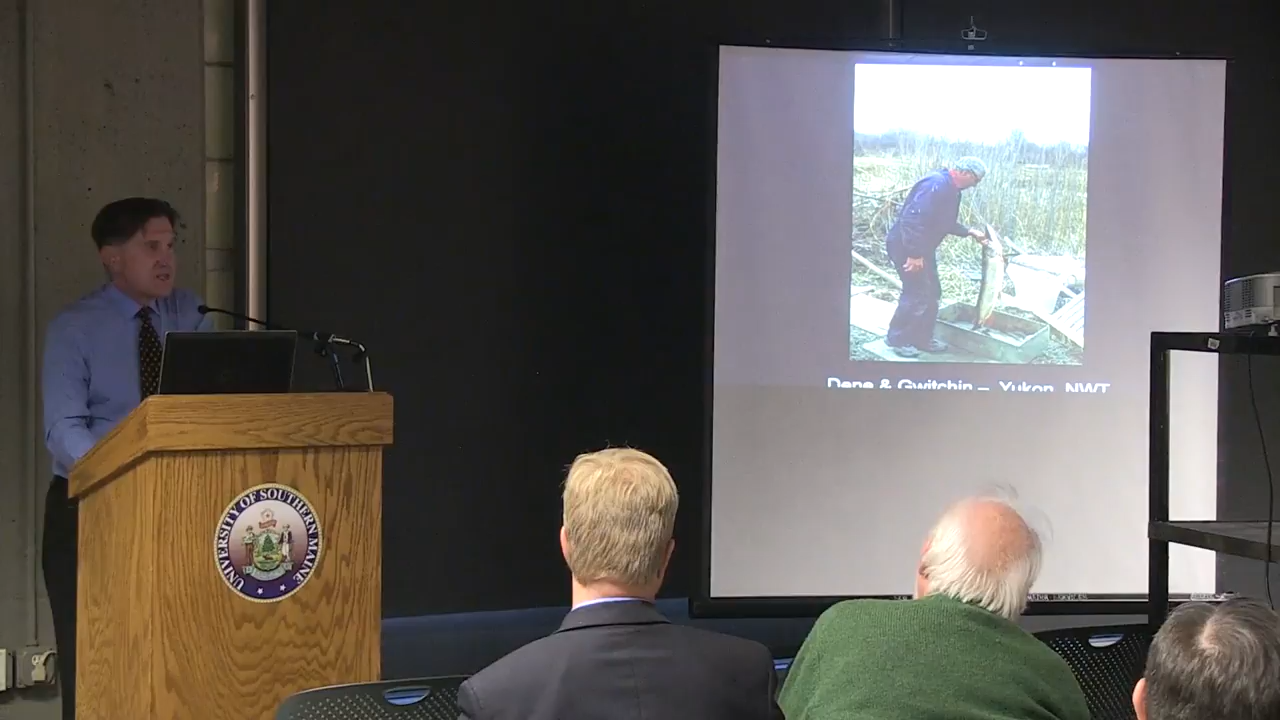 Dene & Gwitchin – Yukon, NWT
UNIVERSITY OF SOUTHERN MAINE